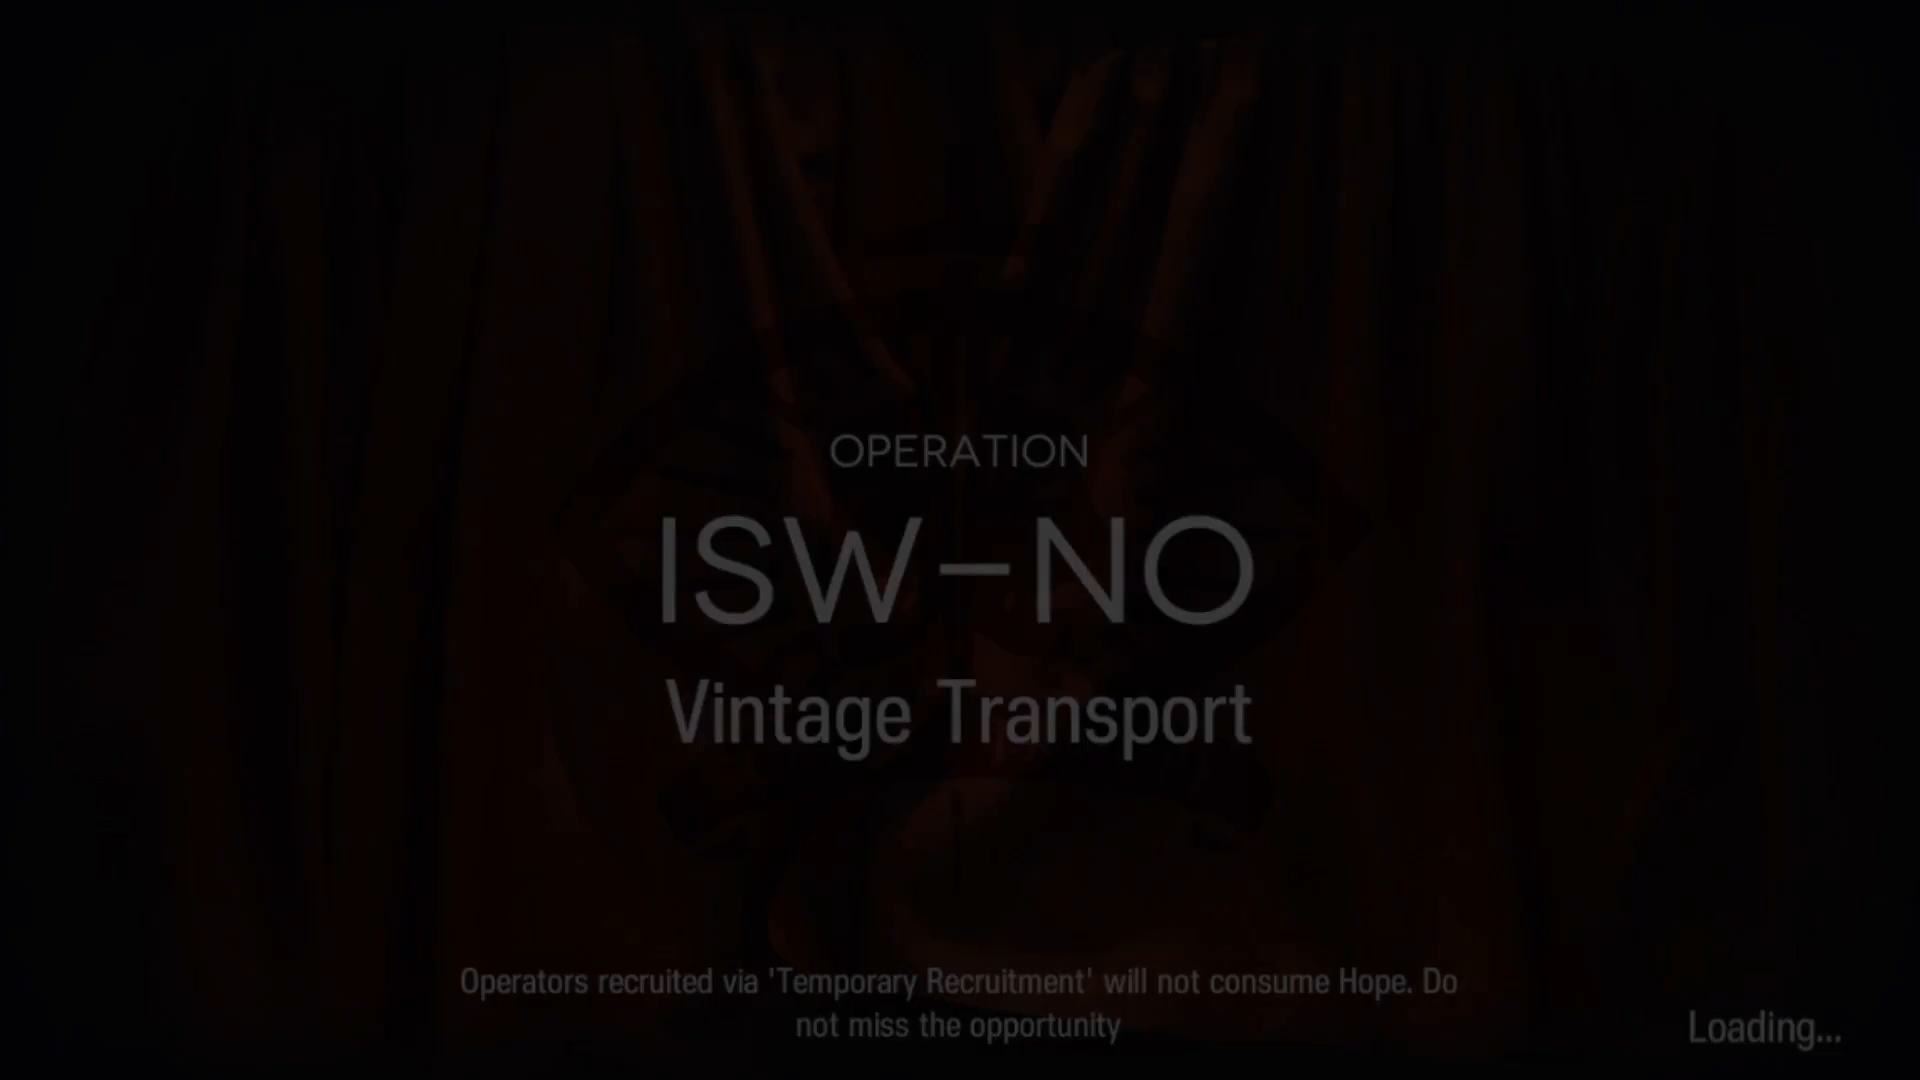 OPERATION
ISW-NO
Vintage Transport
Operators recruited via 'Temporary Recruitment' will not consume Hope. Do
not miss the opportunity
Loading...